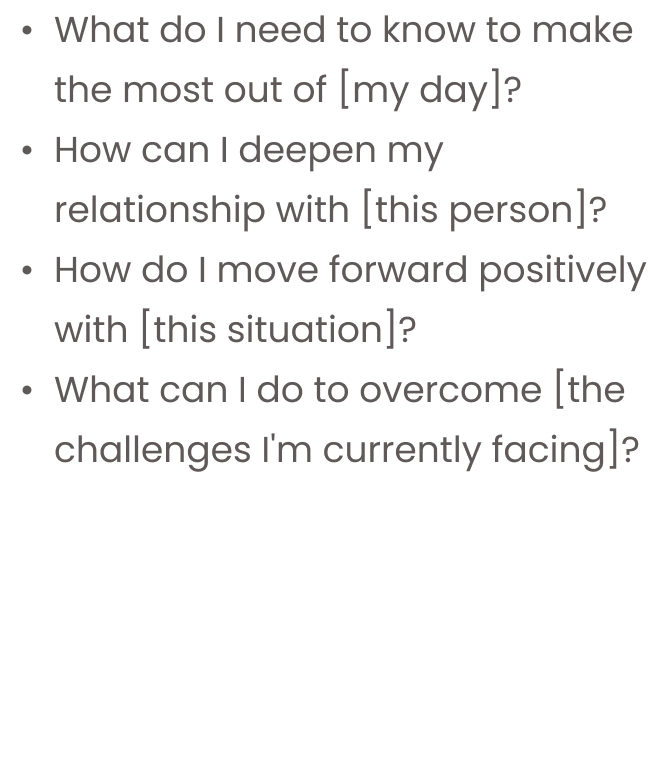 • What do I need to know to make
the most out of [my day]?
• How can I deepen my
relationship with [this person]?
• How do I move forward positively
with [this situation]?
• What can I do to overcome [the
challenges I'm currently facing]?